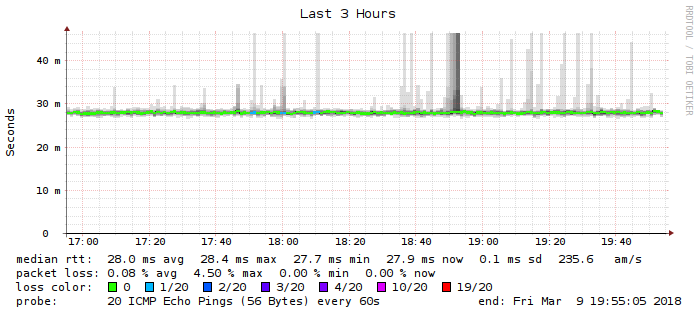 Last 3 Hours
RRDTOOL / TOBI OETIKER
Seconds
40 m
30 m
20 m
10 m
0
17:00 17:20 17:40 18:00 18:20 18:40 19:00 19:20 19:40
median rtt: 28.0 ms avg 28.4 ms max 27.7 ms min 27.9 ms now 0.1 ms sd 235.6 am/s
packet loss: 0.08 % avg 4.50 % max 0.00 % min 0.00 % now
loss color: 0 1/20 2/20 3/20 4/20 10/20 19/20
probe: 20 ICMP Echo Pings (56 Bytes) every 60s end: Fri Mar 9 19:55:05 2018